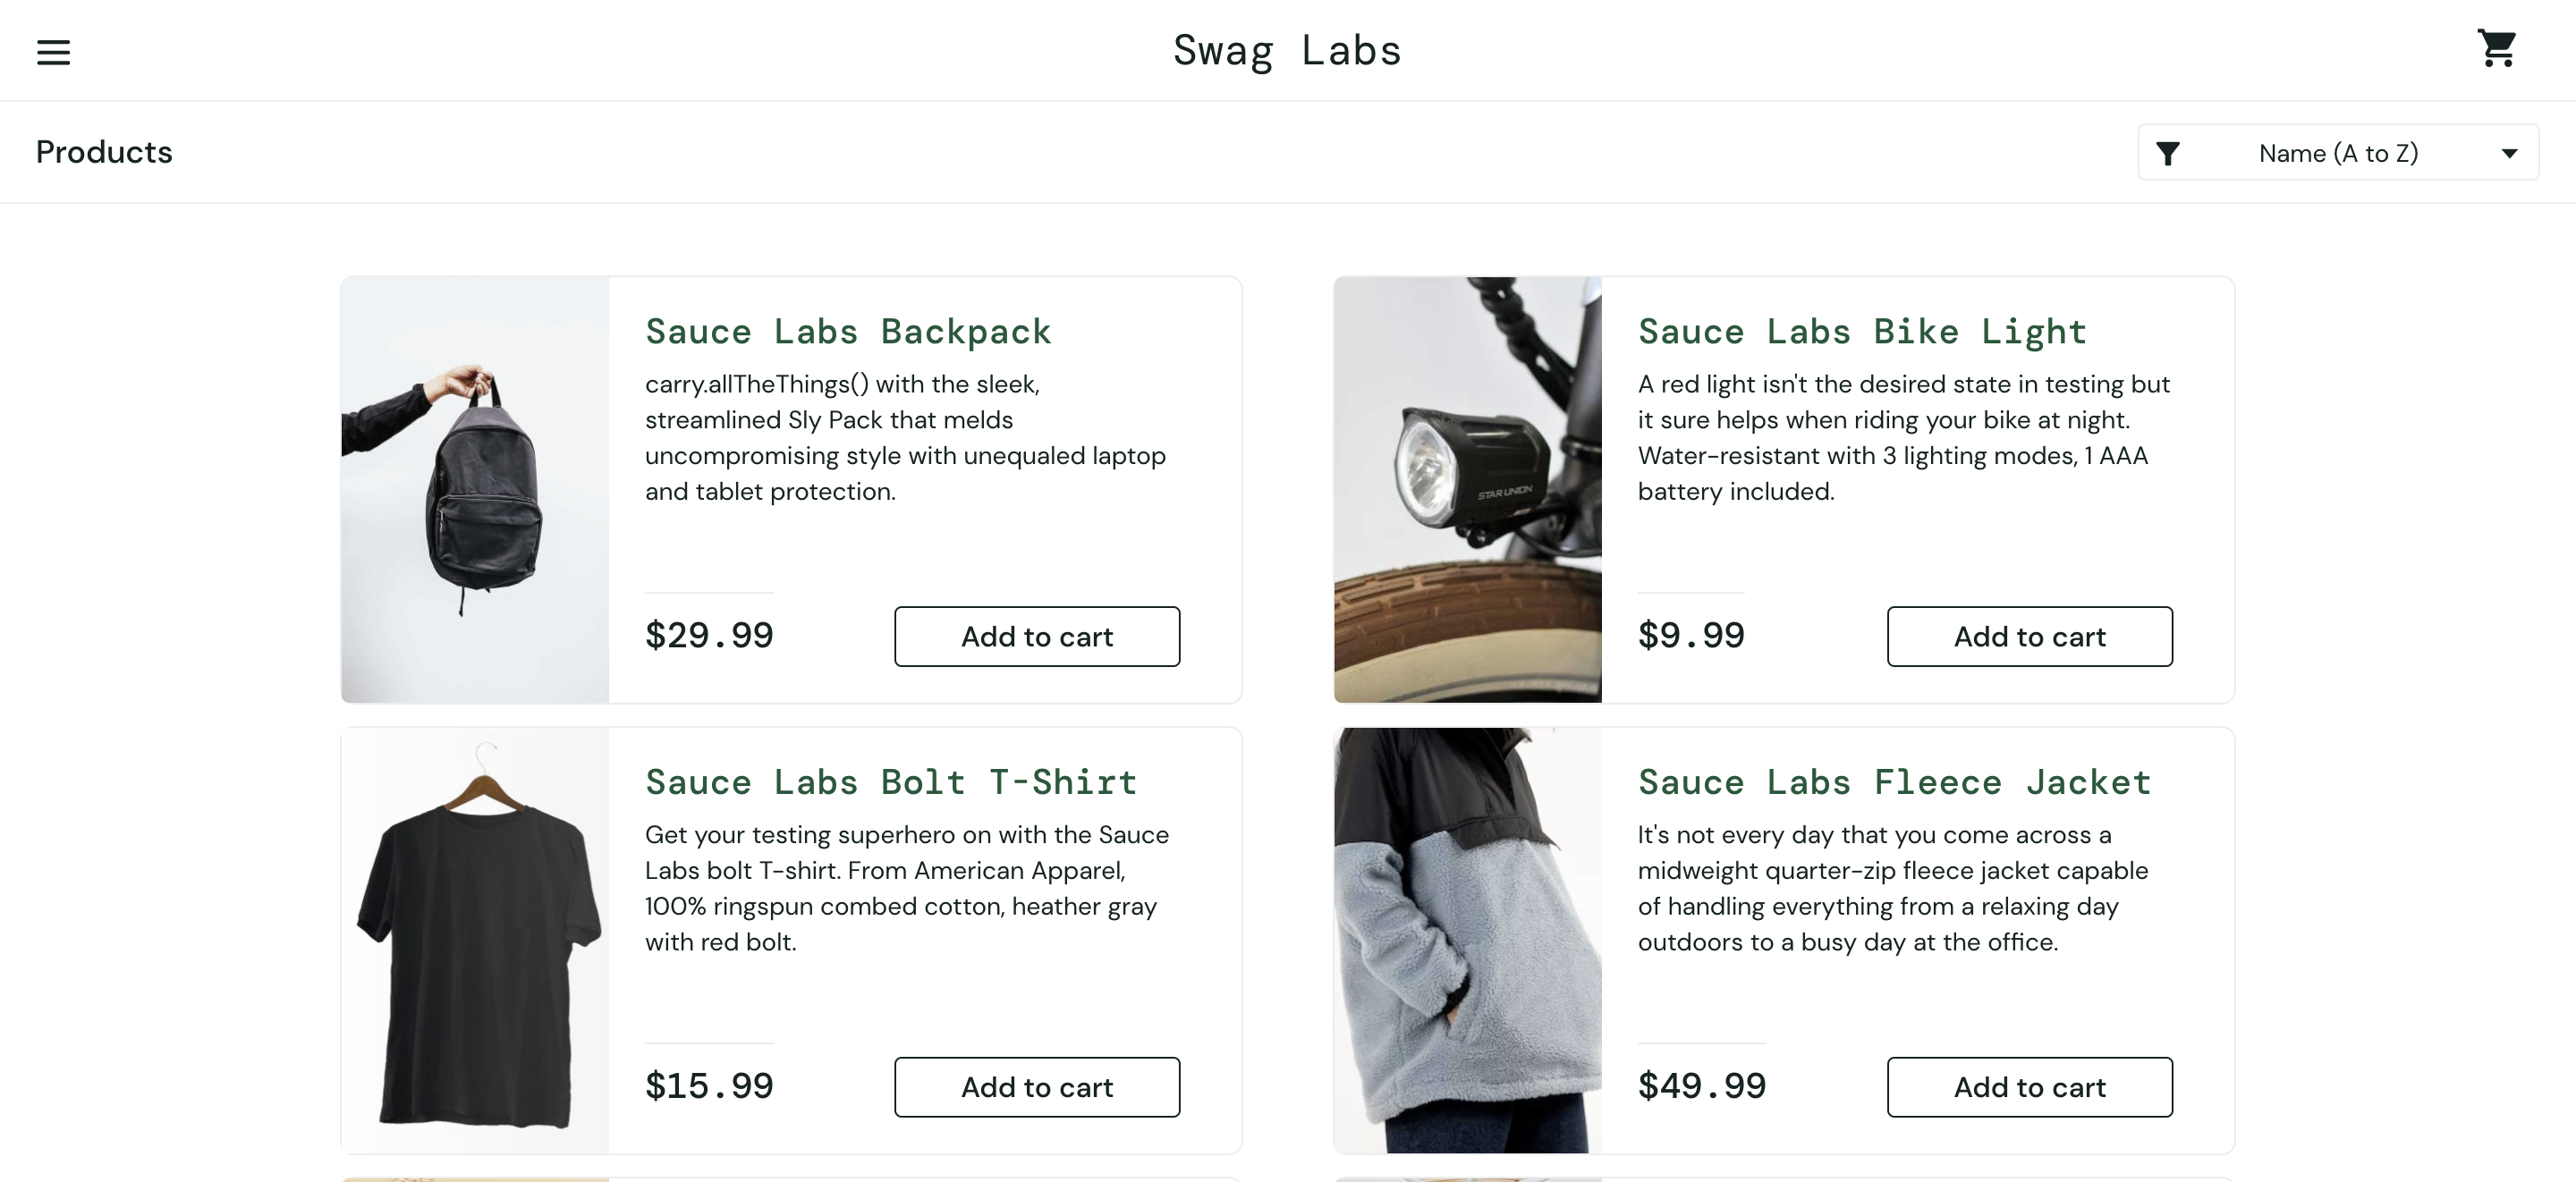 Swag Labs
Products
Name (A to Z)
Sauce Labs Backpack
carry.allTheThings() with the sleek,
streamlined Sly Pack that melds
uncompromising style with unequaled laptop
and tablet protection.
$29.99
Add to cart
Sauce Labs Bike Light
A red light isn't the desired state in testing but
it sure helps when riding your bike at night.
Water-resistant with 3 lighting modes, 1 AAA
battery included.
STAR UNION
$9.99
Add to cart
Sauce Labs Bolt T-Shirt
Get your testing superhero on with the Sauce
Labs bolt T-shirt. From American Apparel,
100% ringspun combed cotton, heather gray
with red bolt.
$15.99
Add to cart
Sauce Labs Fleece Jacket
It's not every day that you come across a
midweight quarter-zip fleece jacket capable
of handling everything from a relaxing day
outdoors to a busy day at the office.
$49.99
Add to cart